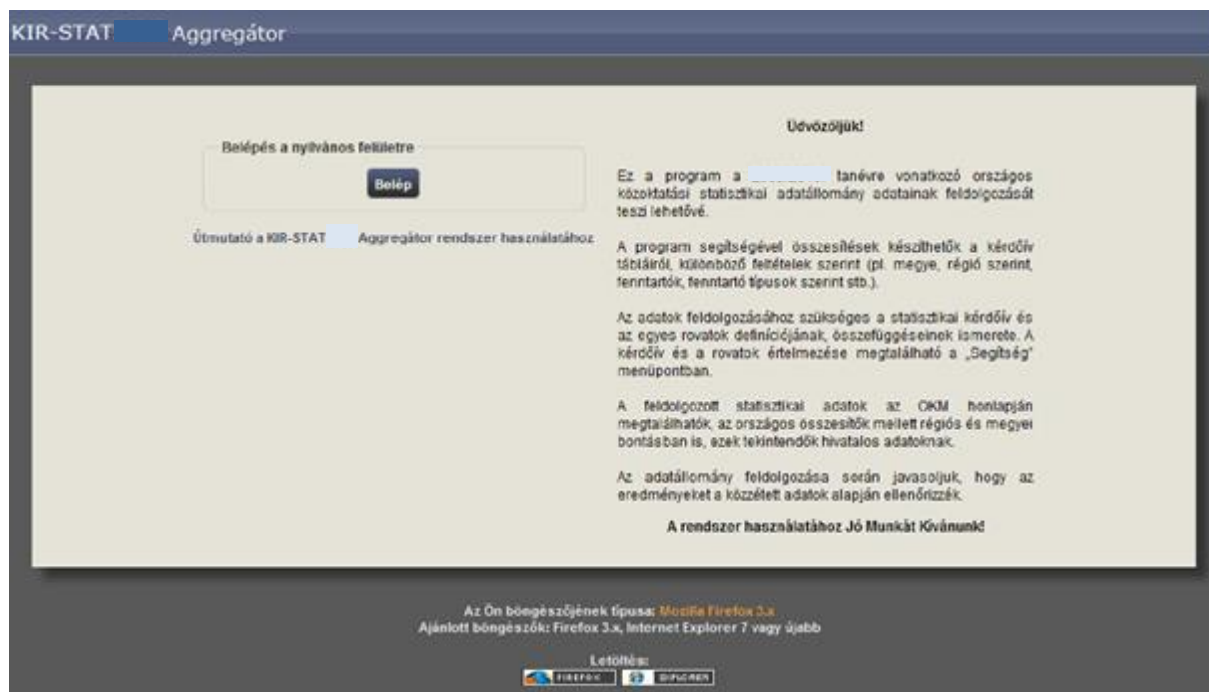 KIR-STAT Aggregátor
Üdvözöljük!
Belépés a nyilvános felületre
Belép
Útmutató a KIR-STAT Aggregátor rendszer használatához
Ez a program a tanévre vonatkozó országos
közoktatási statisztikai adatállomány adatainak feldolgozását
teszi lehetővé.
A program segítségével összesítések készíthetők a kérdőív
tábláiról, különböző feltételek szerint (pl. megye, régió szerint,
fenntartók, fenntartó típusok szerint stb.).
Az adatok feldolgozásához szükséges a statisztikai kérdőív és
az egyes rovatok definíciójának, összefüggéseinek ismerete. A
kérdőív és a rovatok értelmezése megtalálható a „Segítség”
menüpontban.
A feldolgozott statisztikai adatok az OKM honlapján
megtalálhatók, az országos összesítők mellett régiós és megyei
bontásban is, ezek tekintendők hivatalos adatoknak.
Az adatállomány feldolgozása során javasoljuk, hogy az
eredményeket a közzétett adatok alapján ellenőrizzék.
A rendszer használatához Jó Munkát Kívánunk!
Az Ön böngészőjének típusa: Mozilla Firefox 3.x
Ajánlott böngészők: Firefox 3.x, Internet Explorer 7 vagy újabb
Letöltés:
FIREFOX EXPLORER